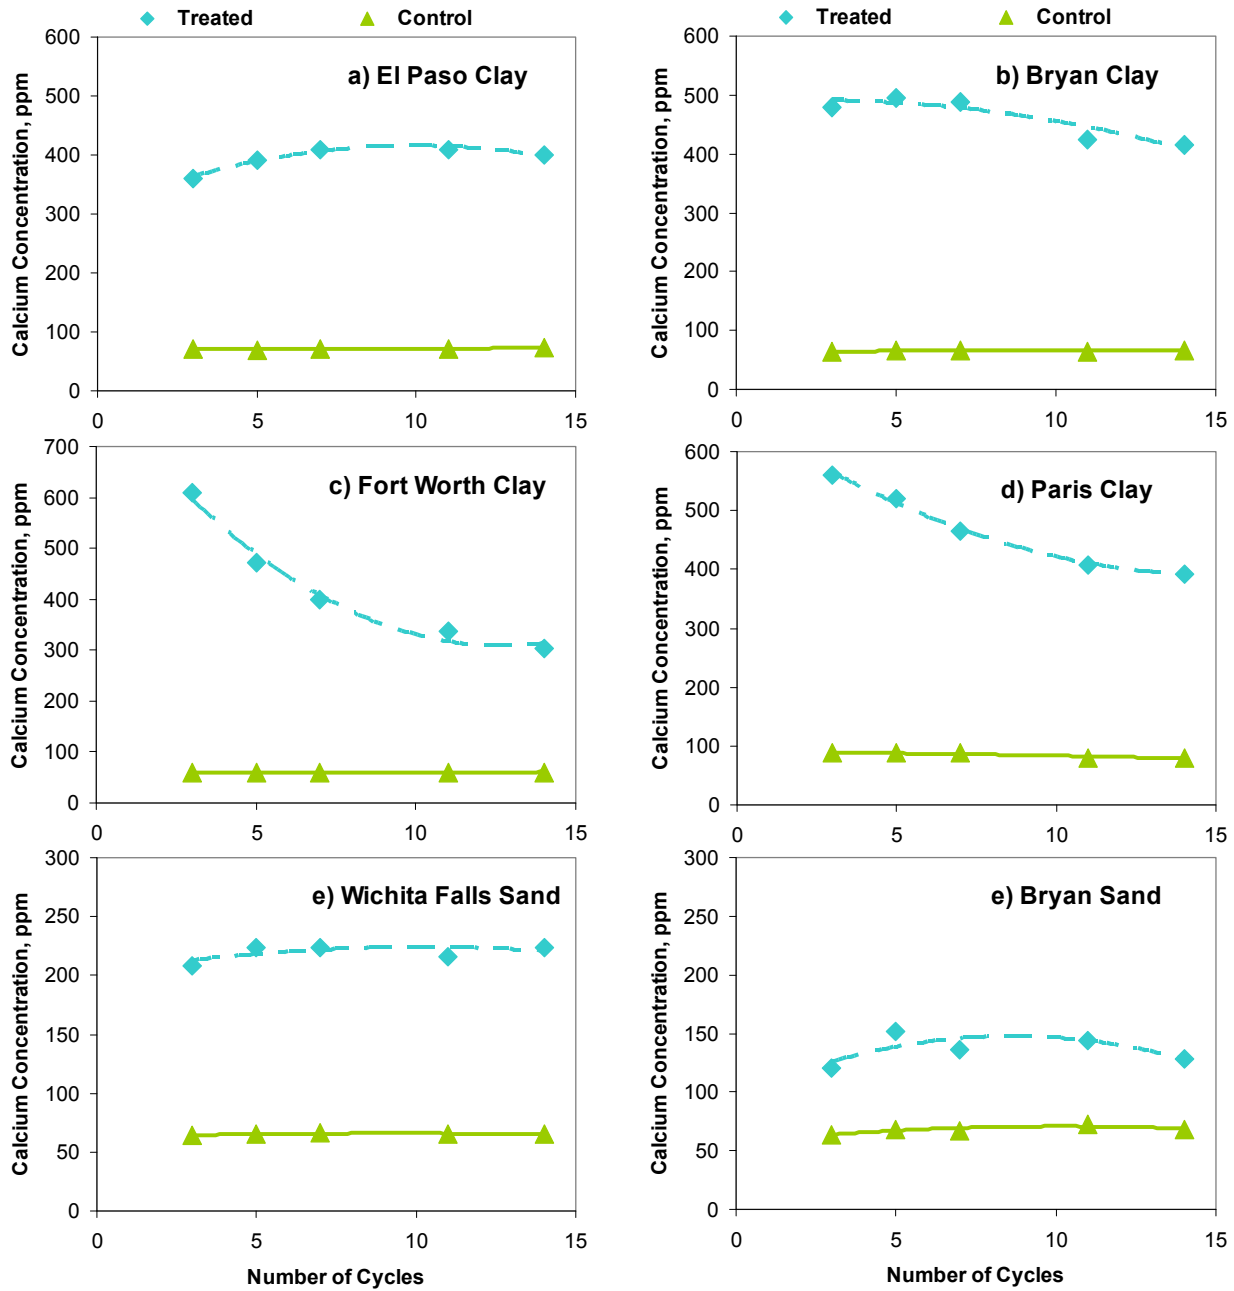 Treated Control
a) El Paso Clay
Calcium Concentration, ppm
600
500
400
300
200
100
0
0 5 10 15
Treated Control
b) Bryan Clay
Calcium Concentration, ppm
600
500
400
300
200
100
0
0 5 10 15
c) Fort Worth Clay
Calcium Concentration, ppm
700
600
500
400
300
200
100
0
0 5 10 15
d) Paris Clay
Calcium Concentration, ppm
600
500
400
300
200
100
0
0 5 10 15
e) Wichita Falls Sand
Calcium Concentration, ppm
300
250
200
150
100
50
0
0 5 10 15
Number of Cycles
e) Bryan Sand
Calcium Concentration, ppm
300
250
200
150
100
50
0
0 5 10 15
Number of Cycles